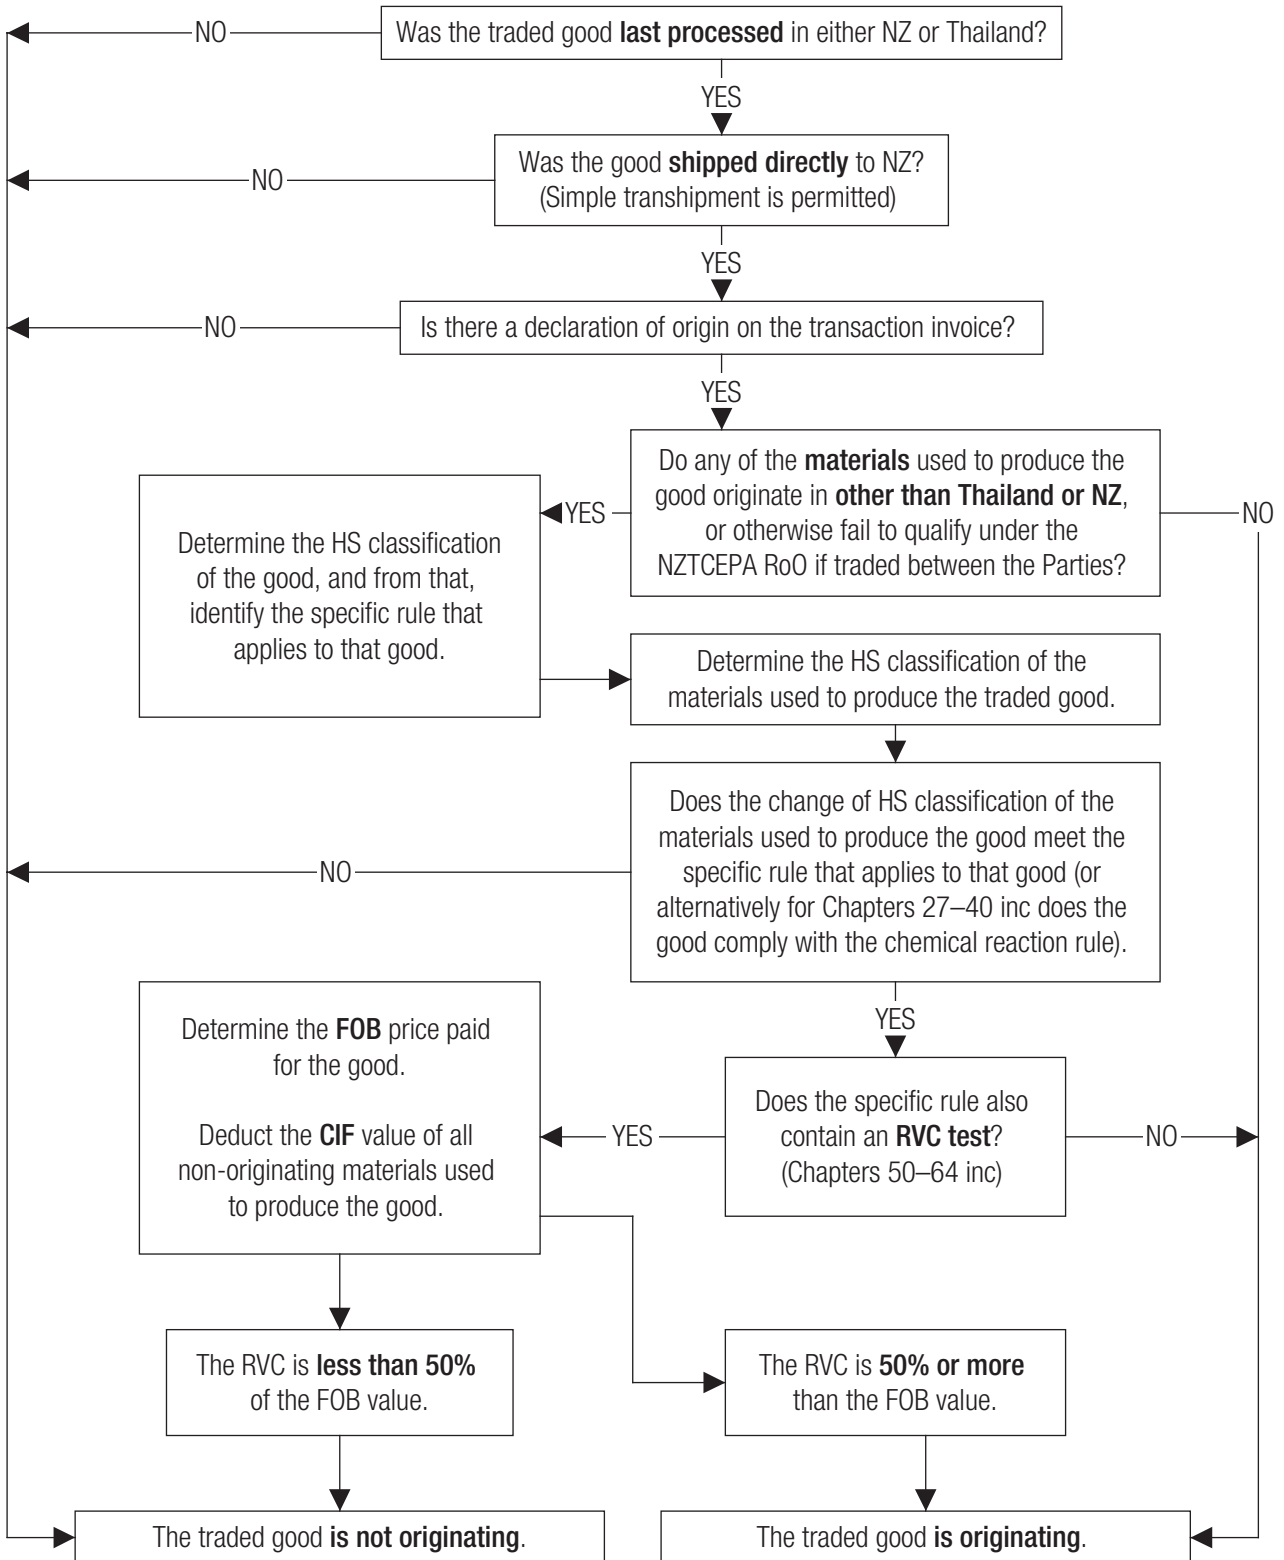 NO
Was the traded good last processed in either NZ or Thailand?
YES
NO
Was the good shipped directly to NZ?
(Simple transhipment is permitted)
YES
NO
Is there a declaration of origin on the transaction invoice?
YES
Do any of the materials used to produce the
good originate in other than Thailand or NZ,
or otherwise fail to qualify under the
NZTCEPA RoO if traded between the Parties?
YES
NO
Determine the HS classification
of the good, and from that,
identify the specific rule that
applies to that good.
Determine the HS classification of the
materials used to produce the traded good.
Does the change of HS classification of the
materials used to produce the good meet the
specific rule that applies to that good (or
alternatively for Chapters 27–40 inc does the
good comply with the chemical reaction rule).
NO
YES
Determine the FOB price paid
for the good.
Deduct the CIF value of all
non-originating materials used
to produce the good.
YES
Does the specific rule also
contain an RVC test?
(Chapters 50–64 inc)
NO
The RVC is less than 50%
of the FOB value.
The RVC is 50% or more
than the FOB value.
The traded good is not originating.
The traded good is originating.